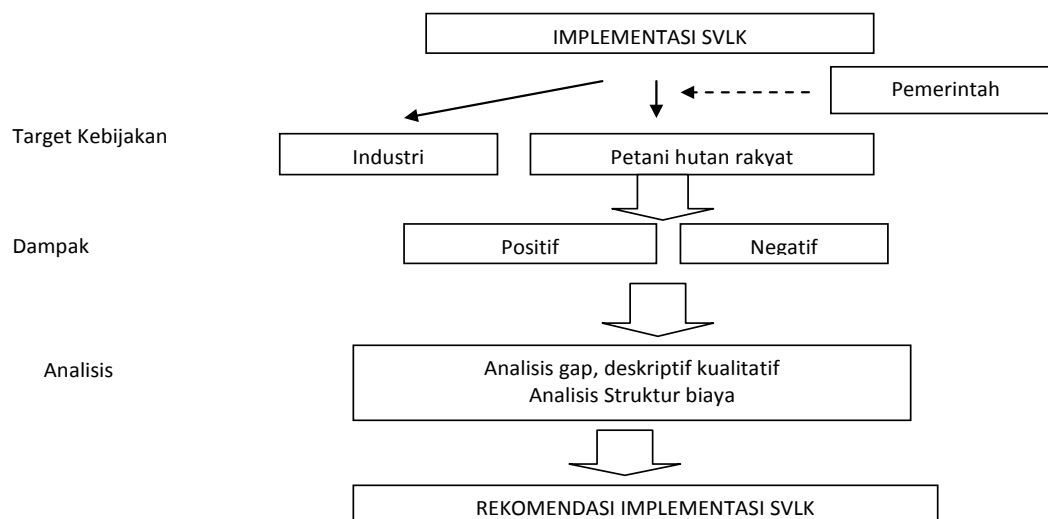 IMPLEMENTASI SVLK
Pemerintah
Target Kebijakan
Industri
Petani hutan rakyat
Dampak
Positif
Negatif
Analisis
Analisis gap, deskriptif kualitatif
Analisis Struktur biaya
REKOMENDASI IMPLEMENTASI SVLK